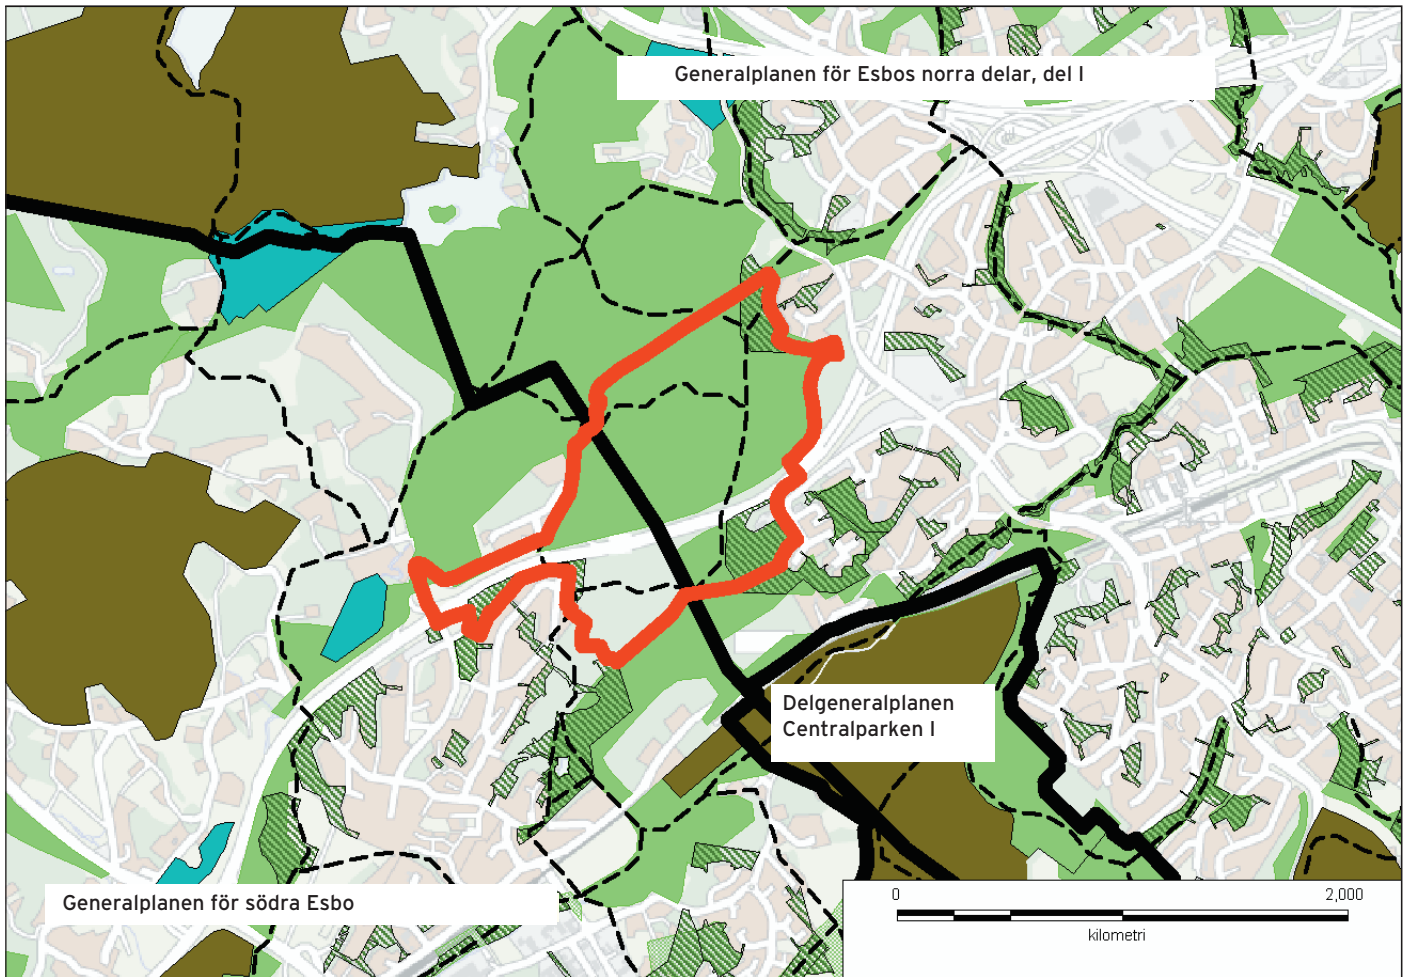 Generalplanen för Esbos norra delar, del I
Delgeneralplanen
Centralparken I
Generalplanen för södra Esbo
0
2,000
kilometri